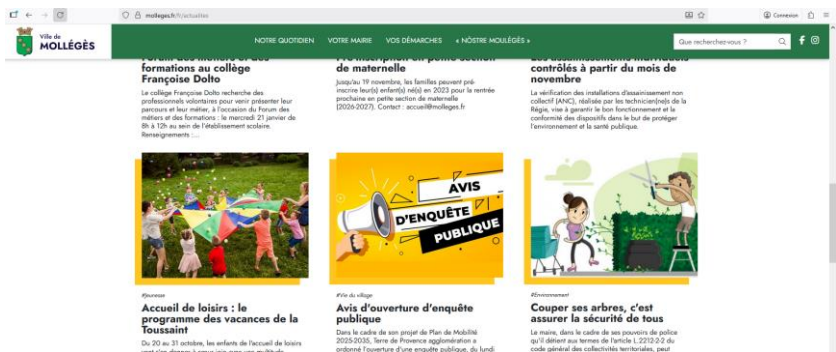 molleges.fr/fr/actualites
Connexion
Ville de
MOLLÉGÈS
NOTRE QUOTIDIEN
VOTRE MAIRIE
VOS DÉMARCHES
« NÒSTRE MOULÉGÈS »
Que recherchez-vous ?
Forum des métiers et des
formations au collège
Françoise Dolto
Le collège Françoise Dolto recherche des
professionnels volontaires pour venir présenter leur
parcours et leur métier, à l'occasion du Forum des
métiers et des formations : le mercredi 21 janvier de
8h à 12h au sein de l'établissement scolaire.
Renseignements : ...
Pré-inscription en petite section
de maternelle
Jusqu'au 19 novembre, les familles peuvent pré-
inscrire leur(s) enfant(s) né(s) en 2023 pour la rentrée
prochaine en petite section de maternelle
(2026-2027). Contact : accueil@molleges.fr
Les assainissements individuels
contrôlés à partir du mois de
novembre
La vérification des installations d'assainissement non
collectif (ANC), réalisée par les technicien(ne)s de la
Régie, vise à garantir le bon fonctionnement et la
conformité des dispositifs dans le but de protéger
l'environnement et la santé publique.
AVIS
D'ENQUÊTE
PUBLIQUE
#Jeunesse
Accueil de loisirs : le
programme des vacances de la
Toussaint
Du 20 au 31 octobre, les enfants de l'accueil de loisirs
#Vie du village
Avis d'ouverture d'enquête
publique
Dans le cadre de son projet de Plan de Mobilité
2025-2035, Terre de Provence agglomération a
ordonné l'ouverture d'une enquête publique, du lundi
#Environnement
Couper ses arbres, c'est
assurer la sécurité de tous
Le maire, dans le cadre de ses pouvoirs de police
qu'il détient aux termes de l'article L.2212-2-2 du
code général des collectivités territoriales, peut